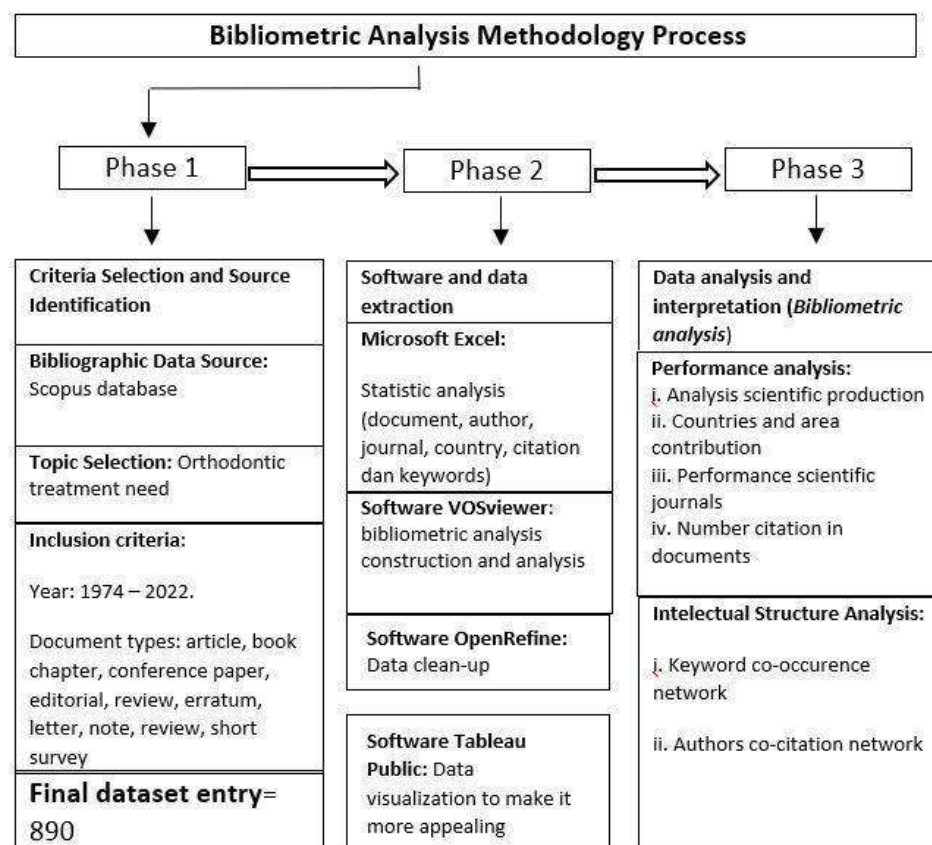 Bibliometric Analysis Methodology Process
Phase 1
Phase 2
Phase 3
Criteria Selection and Source
Identification
Bibliographic Data Source:
Scopus database
Topic Selection: Orthodontic
treatment need
Inclusion criteria:
Year: 1974 – 2022.
Document types: article, book
chapter, conference paper,
editorial, review, erratum,
letter, note, review, short
survey
Final dataset entry=
890
Software and data
extraction
Microsoft Excel:
Statistic analysis
(document, author,
journal, country, citation
dan keywords)
Software VOSviewer:
bibliometric analysis
construction and analysis
Software OpenRefine:
Data clean-up
Software Tableau
Public: Data
visualization to make it
more appealing
Data analysis and
interpretation (Bibliometric
analysis)
Performance analysis:
i. Analysis scientific production
ii. Countries and area
contribution
iii. Performance scientific
journals
iv. Number citation in
documents
Intelectual Structure Analysis:
i. Keyword co-occurence
network
ii. Authors co-citation network